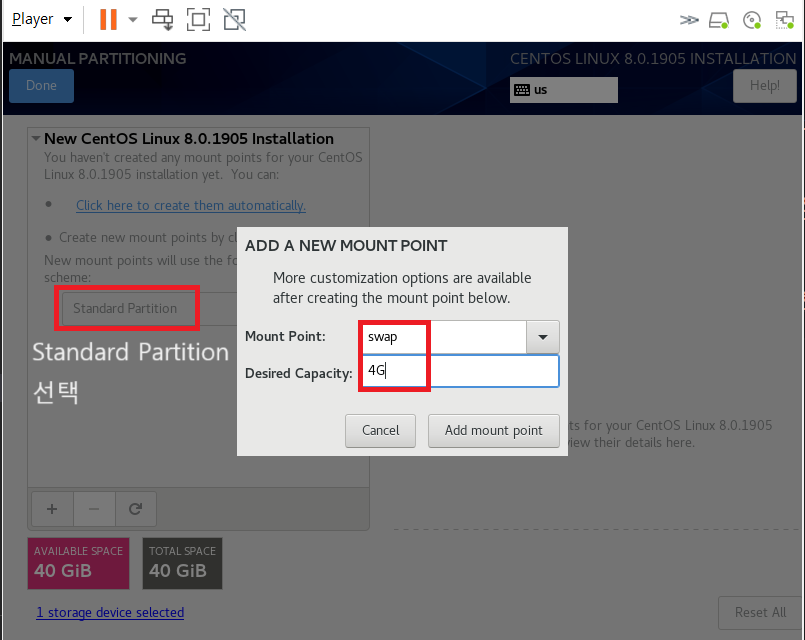 Player
MANUAL PARTITIONING
CENTOS LINUX 8.0.1905 INSTALLATION
Done
us
Help!
New CentOS Linux 8.0.1905 Installation
You haven't created any mount points for your CentOS
Linux 8.0.1905 installation yet. You can:
• Click here to create them automatically.
• Create new mount points by cl
New mount points will use the fo
scheme:
Standard Partition
Standard Partition
선택
ADD A NEW MOUNT POINT
More customization options are available
after creating the mount point below.
Mount Point:
swap
Desired Capacity:
4G
Cancel
Add mount point
ts for your CentOS Linux 8.0.1905
view their details here.
+ −
AVAILABLE SPACE
40 GiB
TOTAL SPACE
40 GiB
1 storage device selected
Reset All